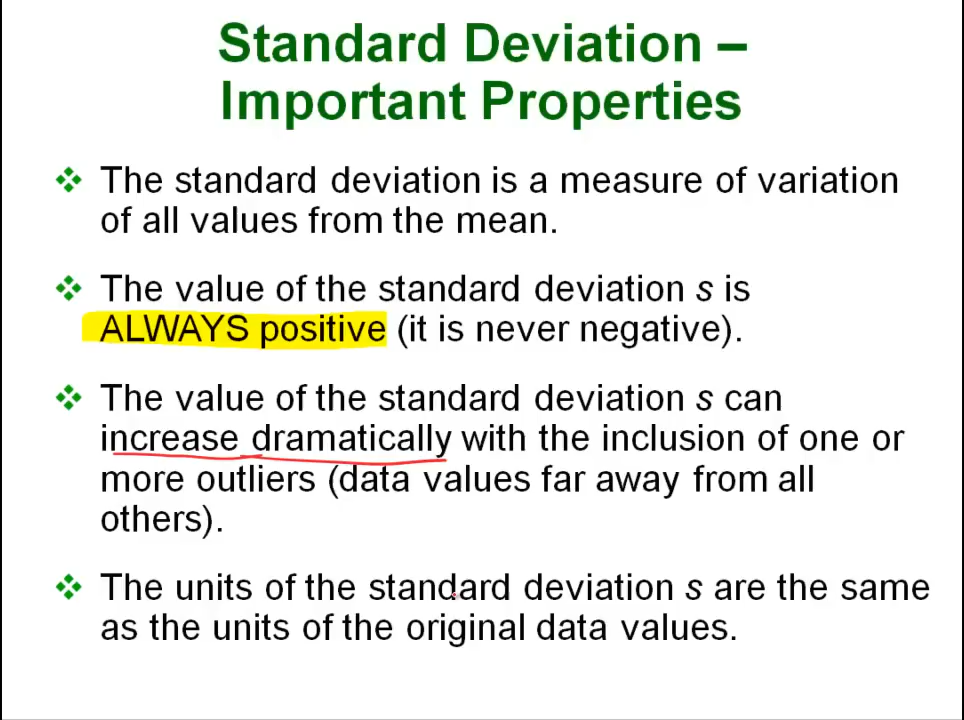 Standard Deviation –
Important Properties
❖ The standard deviation is a measure of variation
of all values from the mean.
❖ The value of the standard deviation s is
ALWAYS positive (it is never negative).
❖ The value of the standard deviation s can
increase dramatically with the inclusion of one or
more outliers (data values far away from all
others).
❖ The units of the standard deviation s are the same
as the units of the original data values.